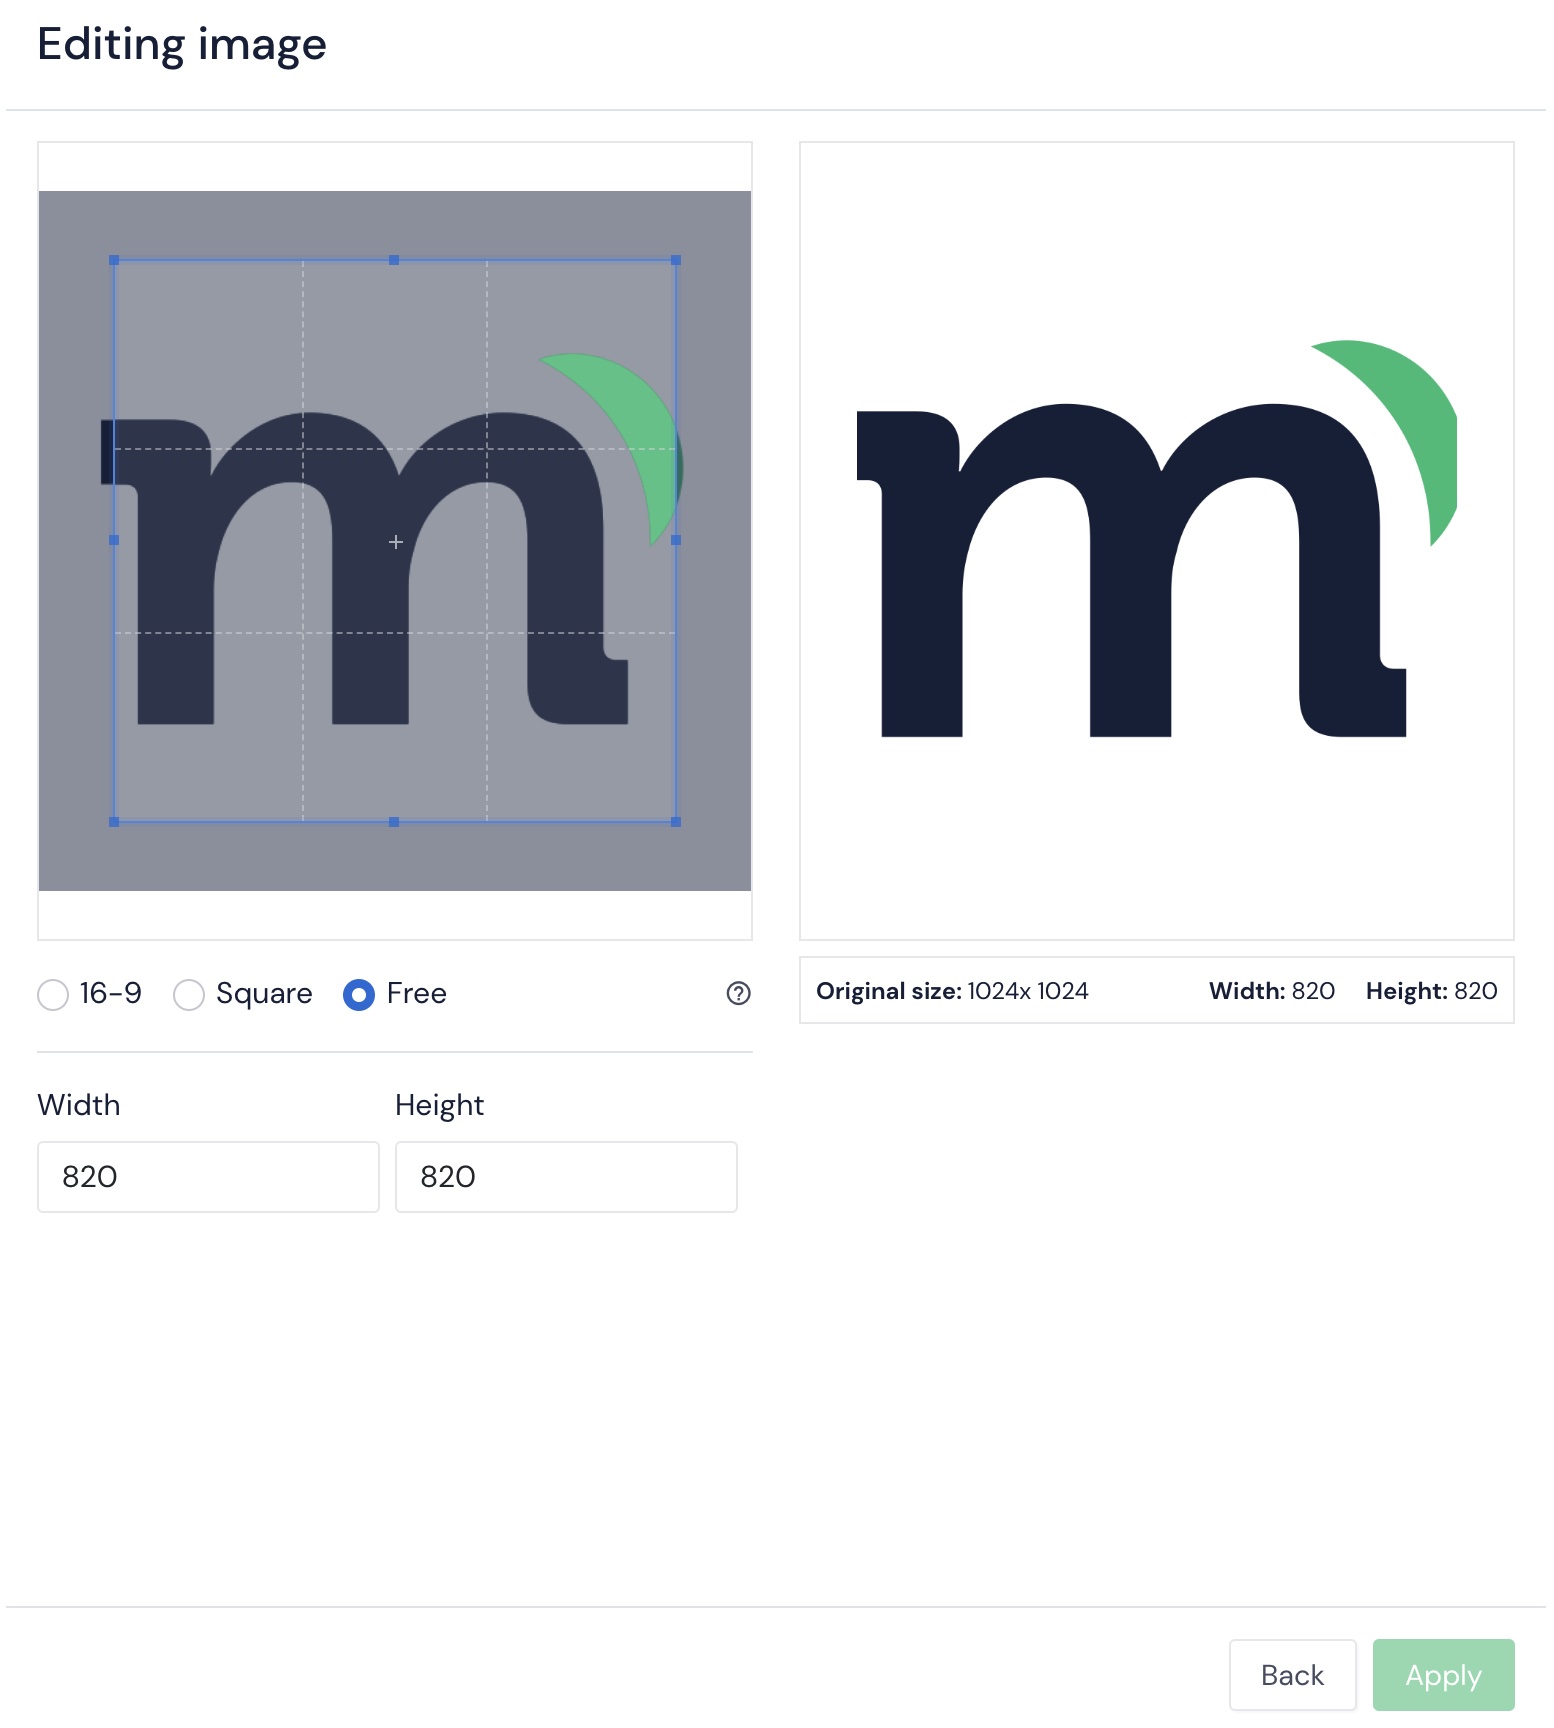 Editing image
16-9 Square Free
Original size: 1024x 1024 Width: 820 Height: 820
Width Height
820 820
Back Apply